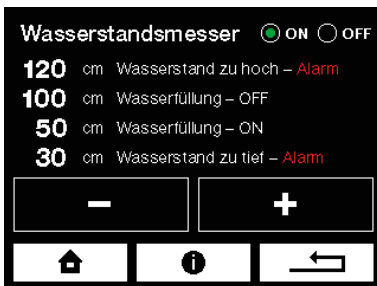 Wasserstandsmesser ON OFF
120 cm Wasserstand zu hoch – Alarm
100 cm Wasserfüllung – OFF
50 cm Wasserfüllung – ON
30 cm Wasserstand zu tief – Alarm